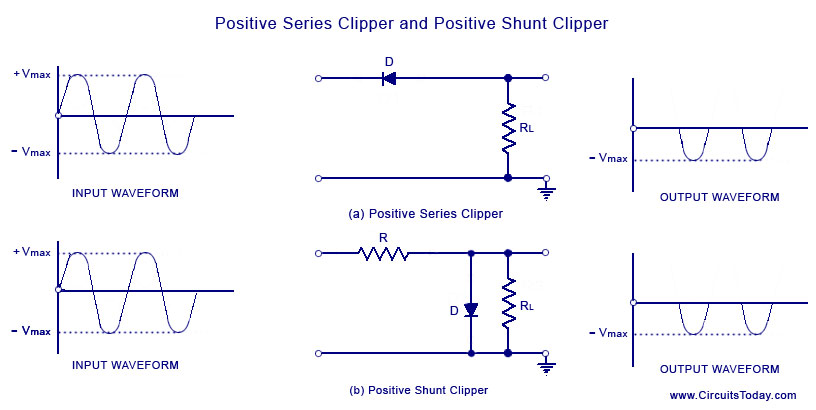 Positive Series Clipper and Positive Shunt Clipper
+Vmax
- Vmax
INPUT WAVEFORM
D
RL
(a) Positive Series Clipper
- Vmax
OUTPUT WAVEFORM
+Vmax
- Vmax
INPUT WAVEFORM
R
D
RL
(b) Positive Shunt Clipper
- Vmax
OUTPUT WAVEFORM
www.CircuitsToday.com